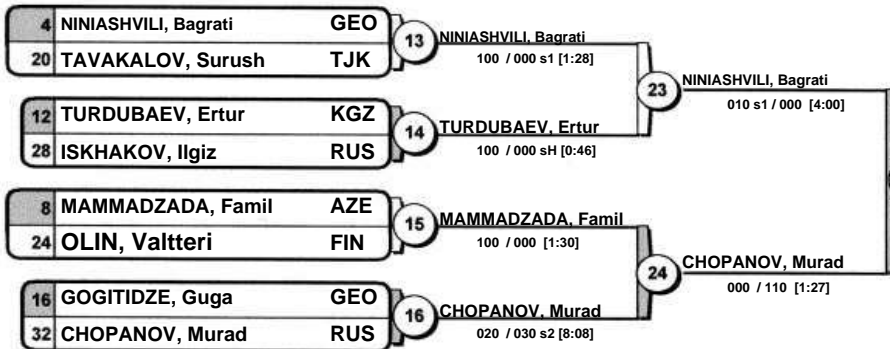 4 NINIASHVILI, Bagrati GEO
20 TAVAKALOV, Surush TJK
13
NINIASHVILI, Bagrati
100 / 000 s1 [1:28]
12 TURDUBAEV, Ertur KGZ
28 ISKHAKOV, Ilgiz RUS
14
TURDUBAEV, Ertur
100 / 000 sH [0:46]
23
NINIASHVILI, Bagrati
010 s1 / 000 [4:00]
8 MAMMADZADA, Famil AZE
24 OLIN, Valtteri FIN
15
MAMMADZADA, Famil
100 / 000 [1:30]
16 GOGITIDZE, Guga GEO
32 CHOPANOV, Murad RUS
16
CHOPANOV, Murad
020 / 030 s2 [8:08]
24
CHOPANOV, Murad
000 / 110 [1:27]